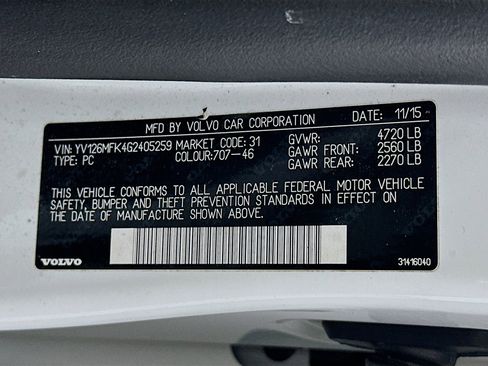 MFD BY VOLVO CAR CORPORATION DATE: 11/15
VIN: YV126MFK4G2405259 MARKET CODE: 31 GVWR: 4720 LB
TYPE: PC COLOUR:707-46 GAWR FRONT: 2560 LB
GAWR REAR: 2270 LB
THIS VEHICLE CONFORMS TO ALL APPLICABLE FEDERAL MOTOR VEHICLE
SAFETY, BUMPER AND THEFT PREVENTION STANDARDS IN EFFECT ON
THE DATE OF MANUFACTURE SHOWN ABOVE.
VOLVO 31416040